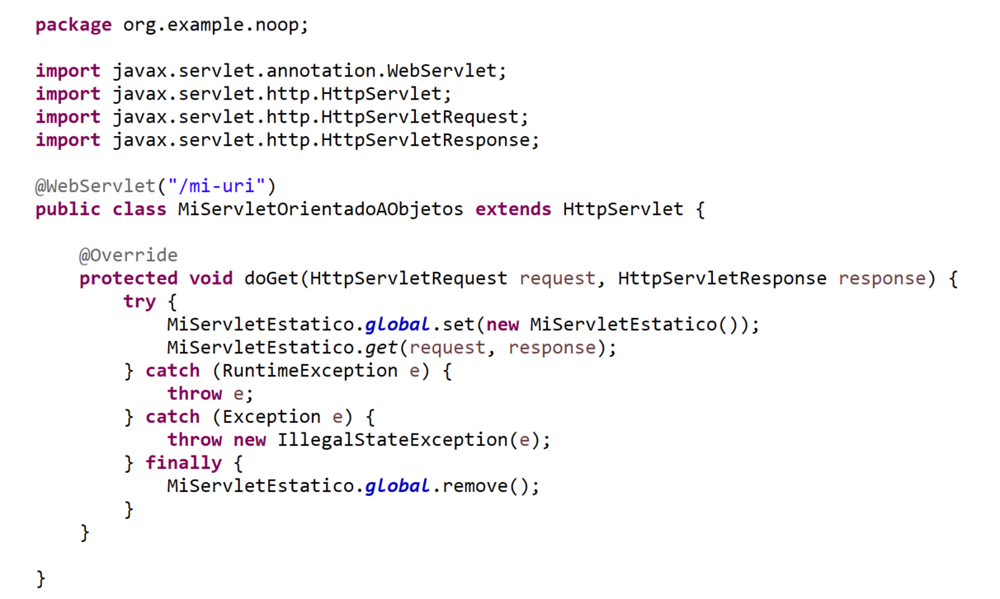 package org.example.noop;
import javax.servlet.annotation.WebServlet;
import javax.servlet.http.HttpServlet;
import javax.servlet.http.HttpServletRequest;
import javax.servlet.http.HttpServletResponse;
@WebServlet("/mi-uri")
public class MiServletOrientadoAObjetos extends HttpServlet {
@Override
protected void doGet(HttpServletRequest request, HttpServletResponse response) {
try {
MiServletEstatico.global.set(new MiServletEstatico());
MiServletEstatico.get(request, response);
} catch (RuntimeException e) {
throw e;
} catch (Exception e) {
throw new IllegalStateException(e);
} finally {
MiServletEstatico.global.remove();
}
}
}